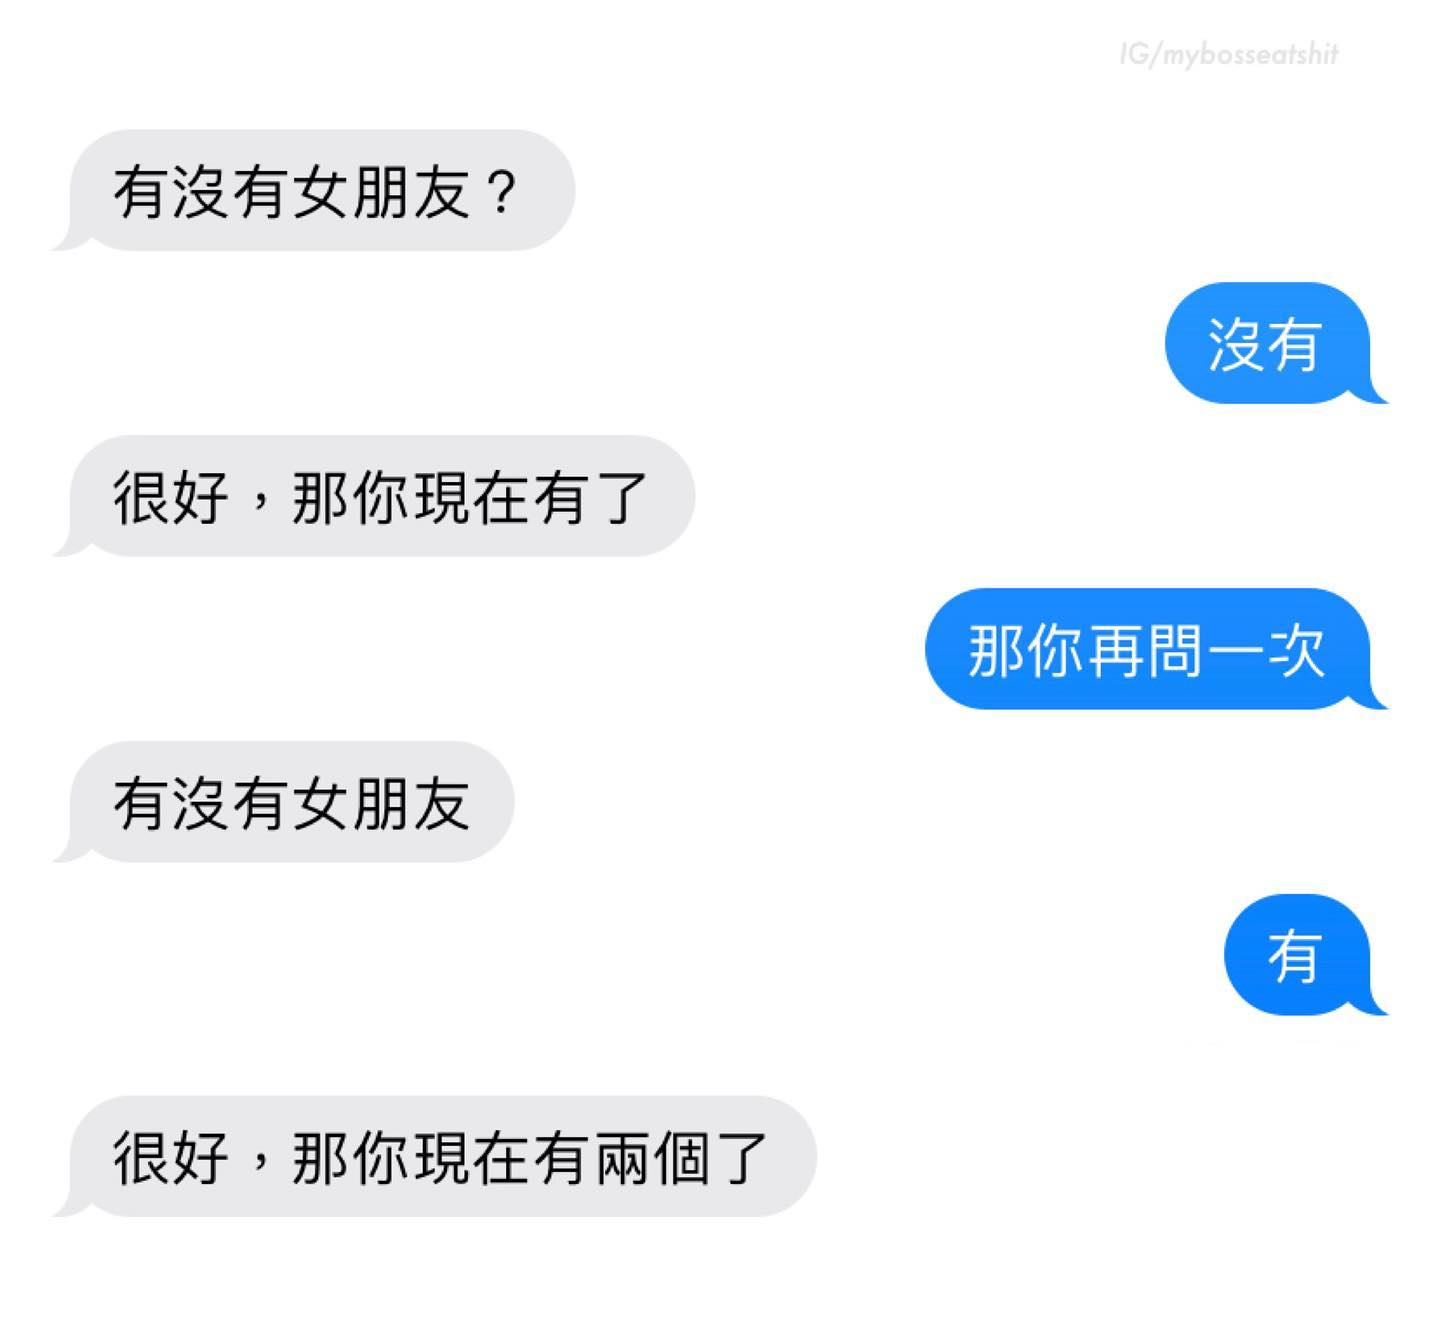 IG/mybosseatshit
有沒有女朋友？
沒有
很好，那你現在有了
那你再問一次
有沒有女朋友
有
很好，那你現在有兩個了